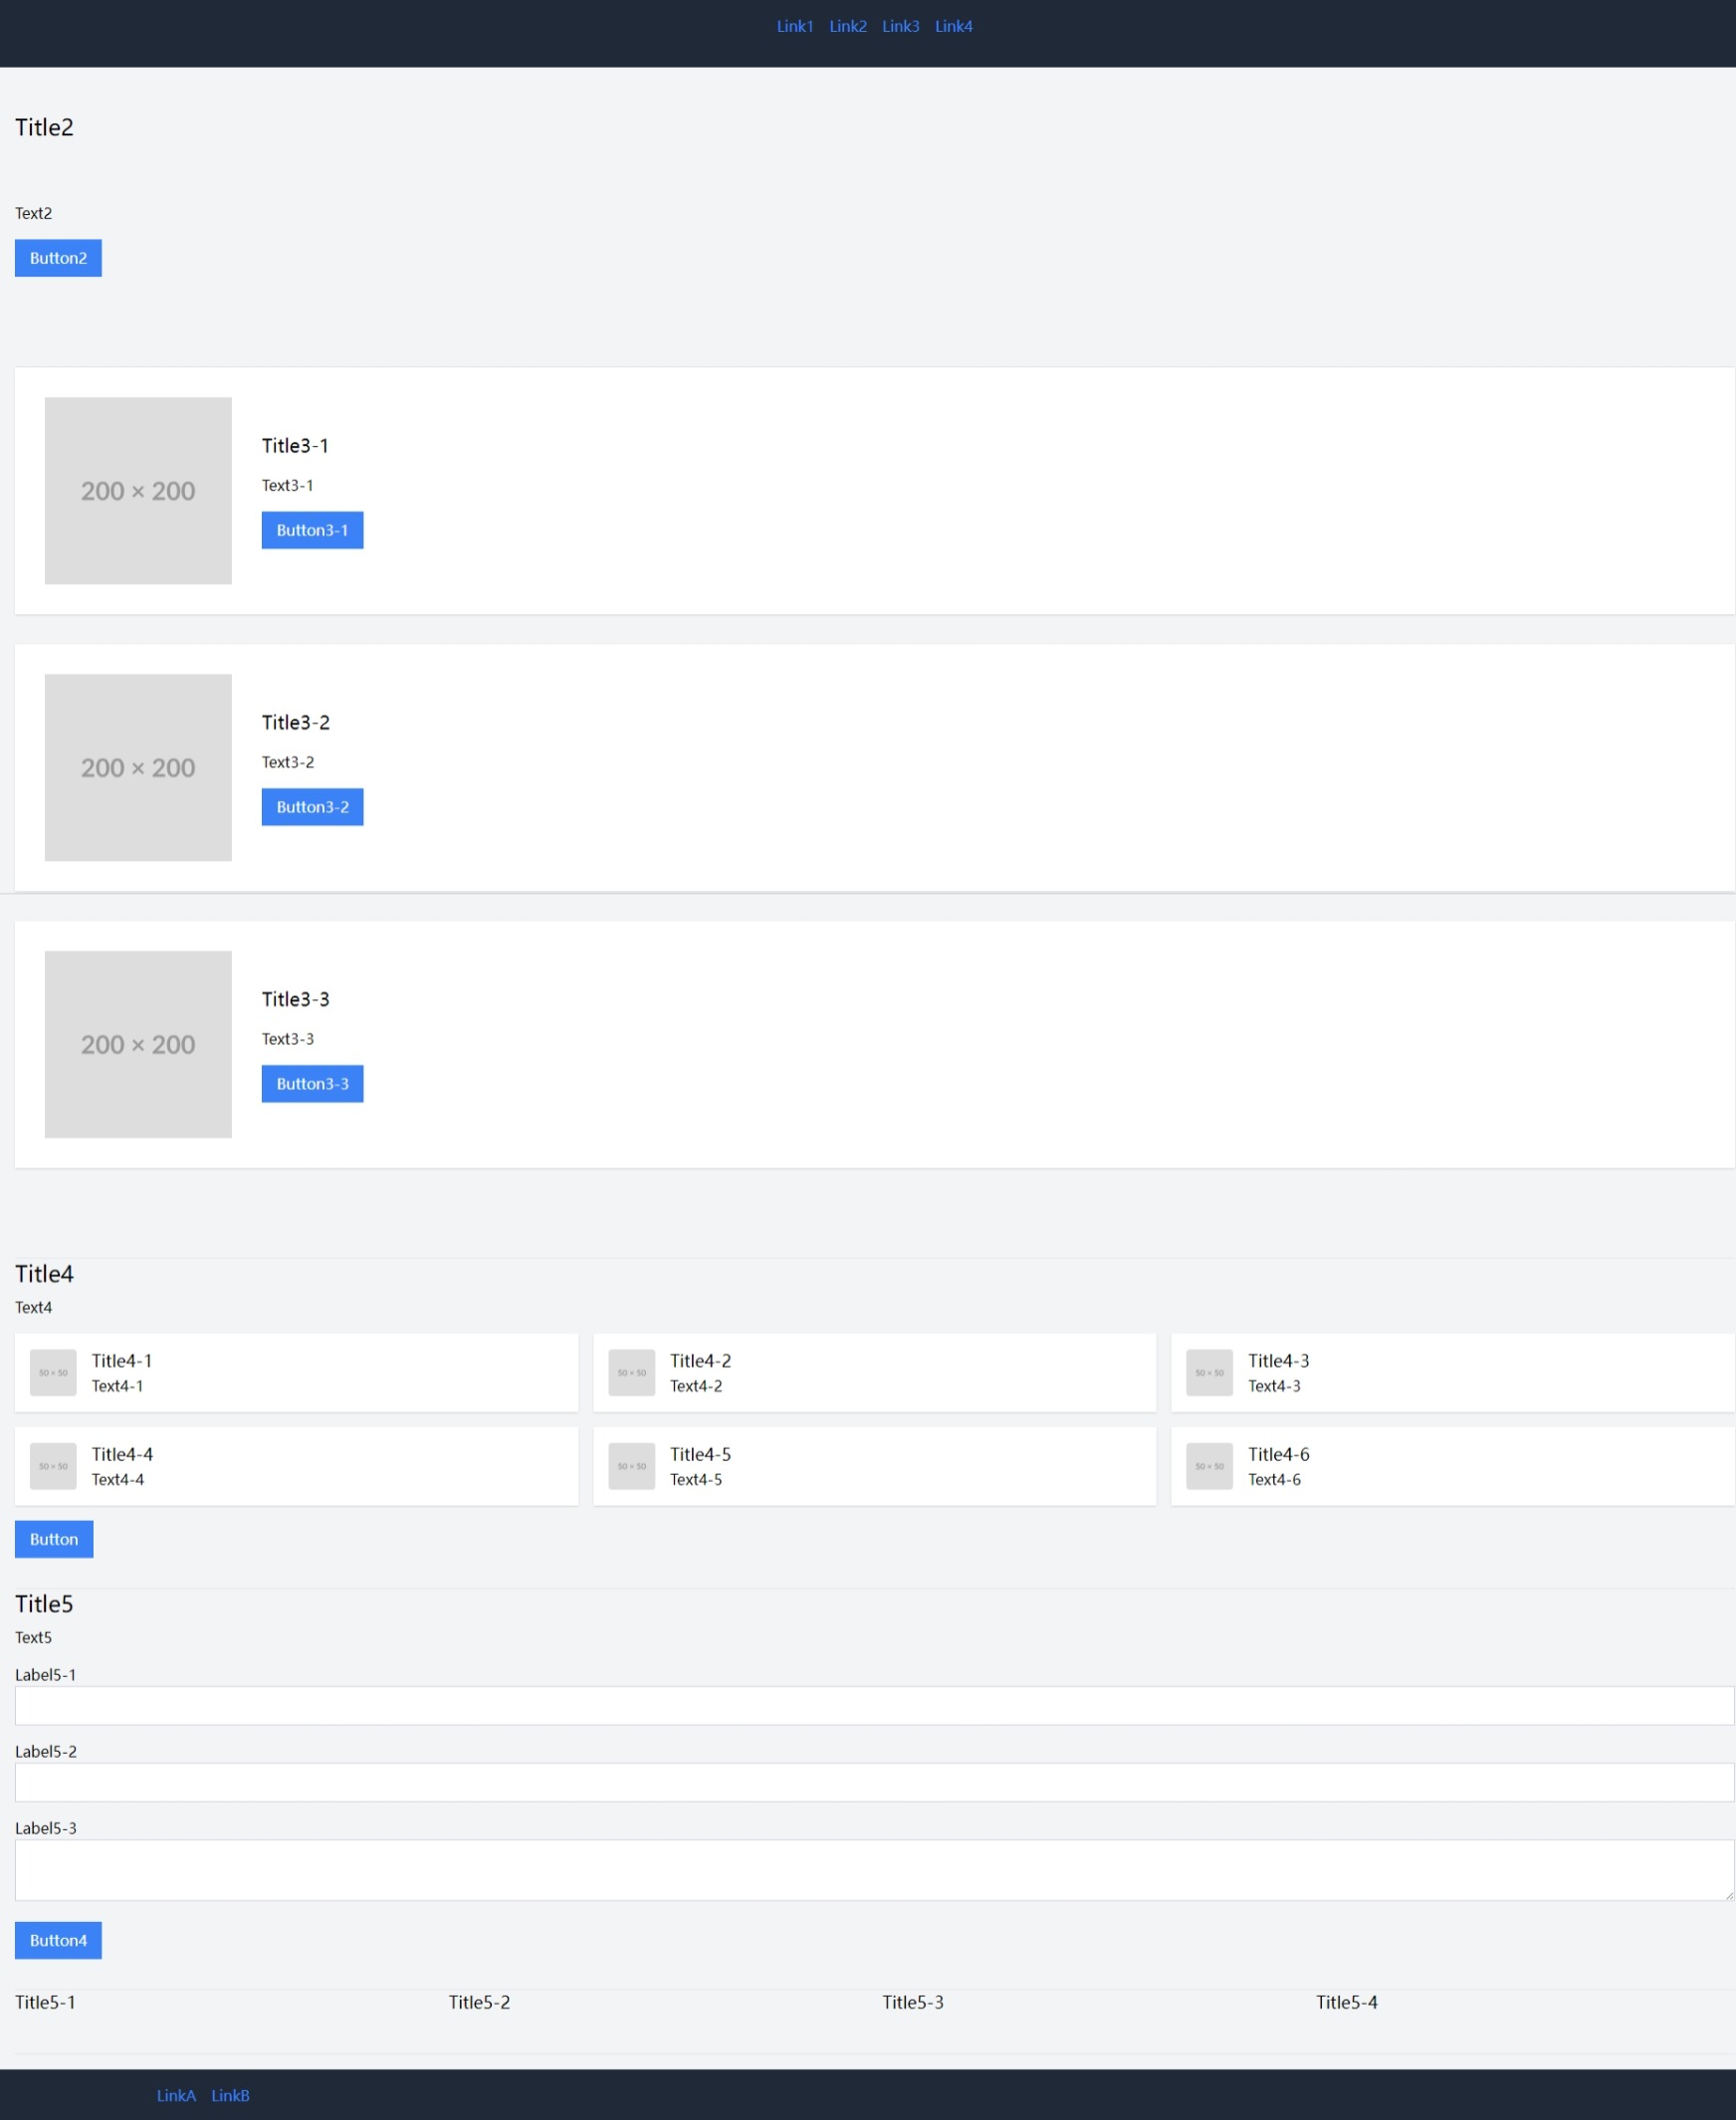 Link1 Link2 Link3 Link4
Title2
Text2
Button2
200 × 200
Title3-1
Text3-1
Button3-1
200 × 200
Title3-2
Text3-2
Button3-2
200 × 200
Title3-3
Text3-3
Button3-3
Title4
Text4
50 × 50
Title4-1
Text4-1
50 × 50
Title4-2
Text4-2
50 × 50
Title4-3
Text4-3
50 × 50
Title4-4
Text4-4
50 × 50
Title4-5
Text4-5
50 × 50
Title4-6
Text4-6
Button
Title5
Text5
Label5-1
Label5-2
Label5-3
Button4
Title5-1 Title5-2 Title5-3 Title5-4
LinkA LinkB